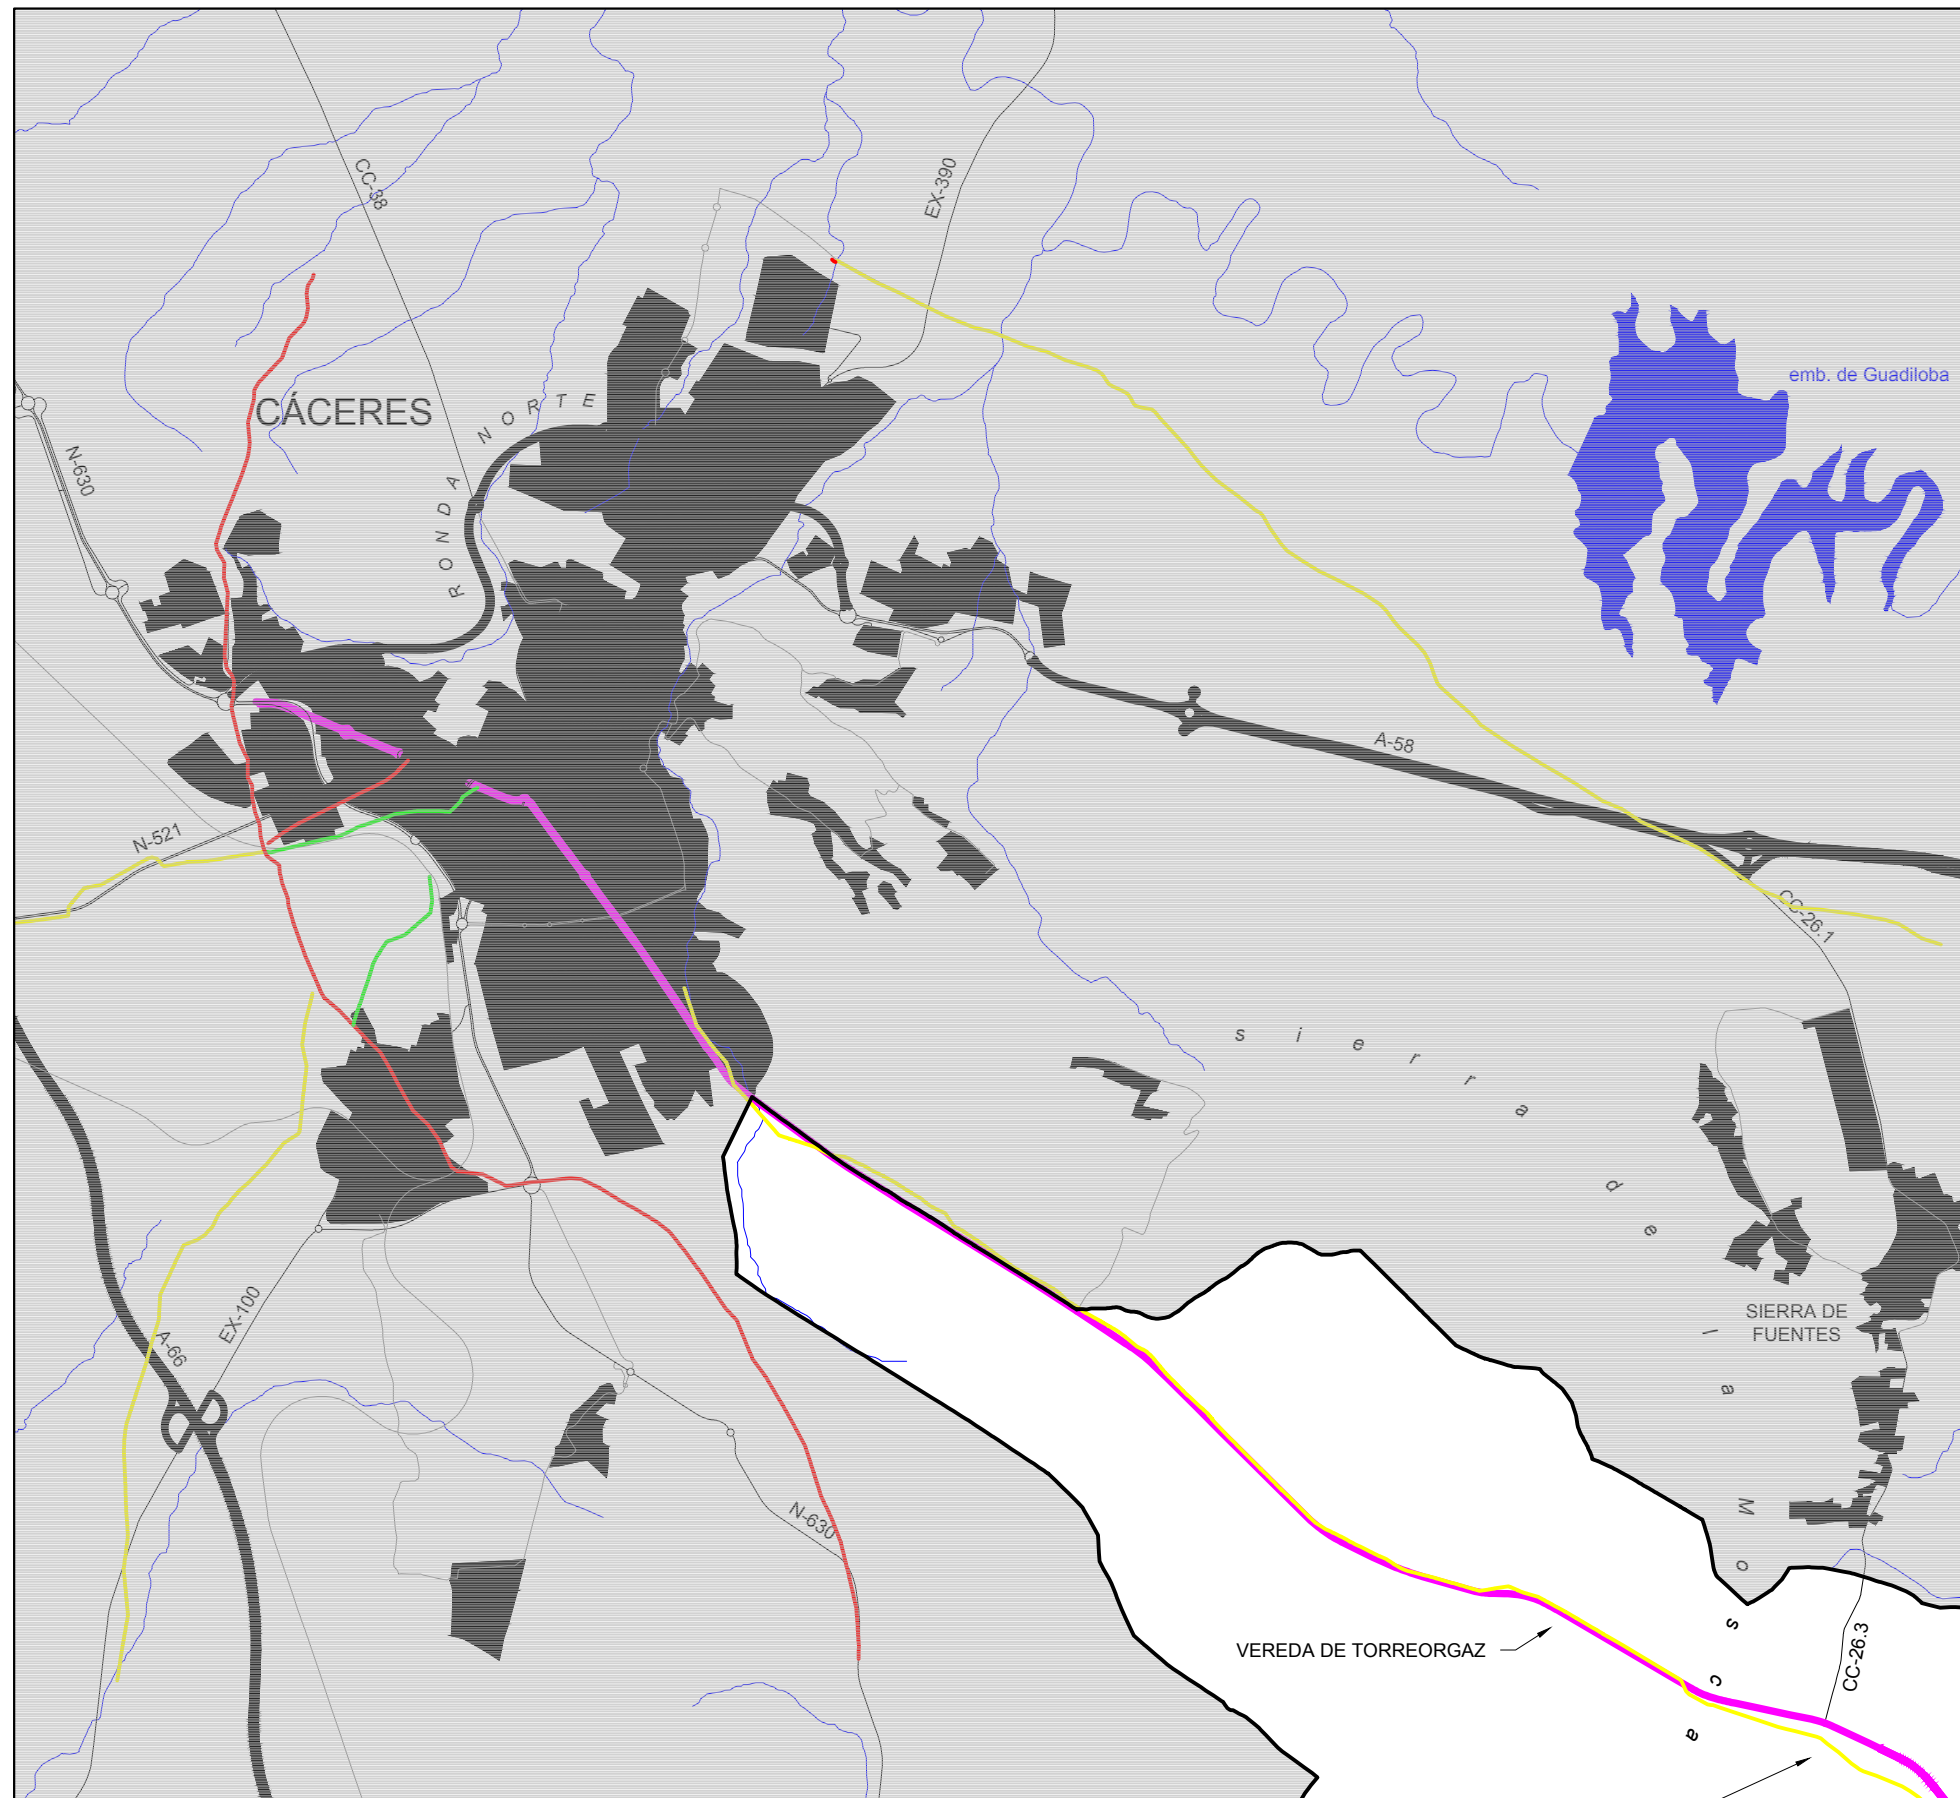 CC-38
EX-390
emb. de Guadiloba
CÁCERES
RONDA NORTE
N-630
A-58
N-521
CC-26.1
sierra de la Mosca
EX-100
A-66
SIERRA DE
FUENTES
N-630
VEREDA DE TORREORGAZ
CC-26.3